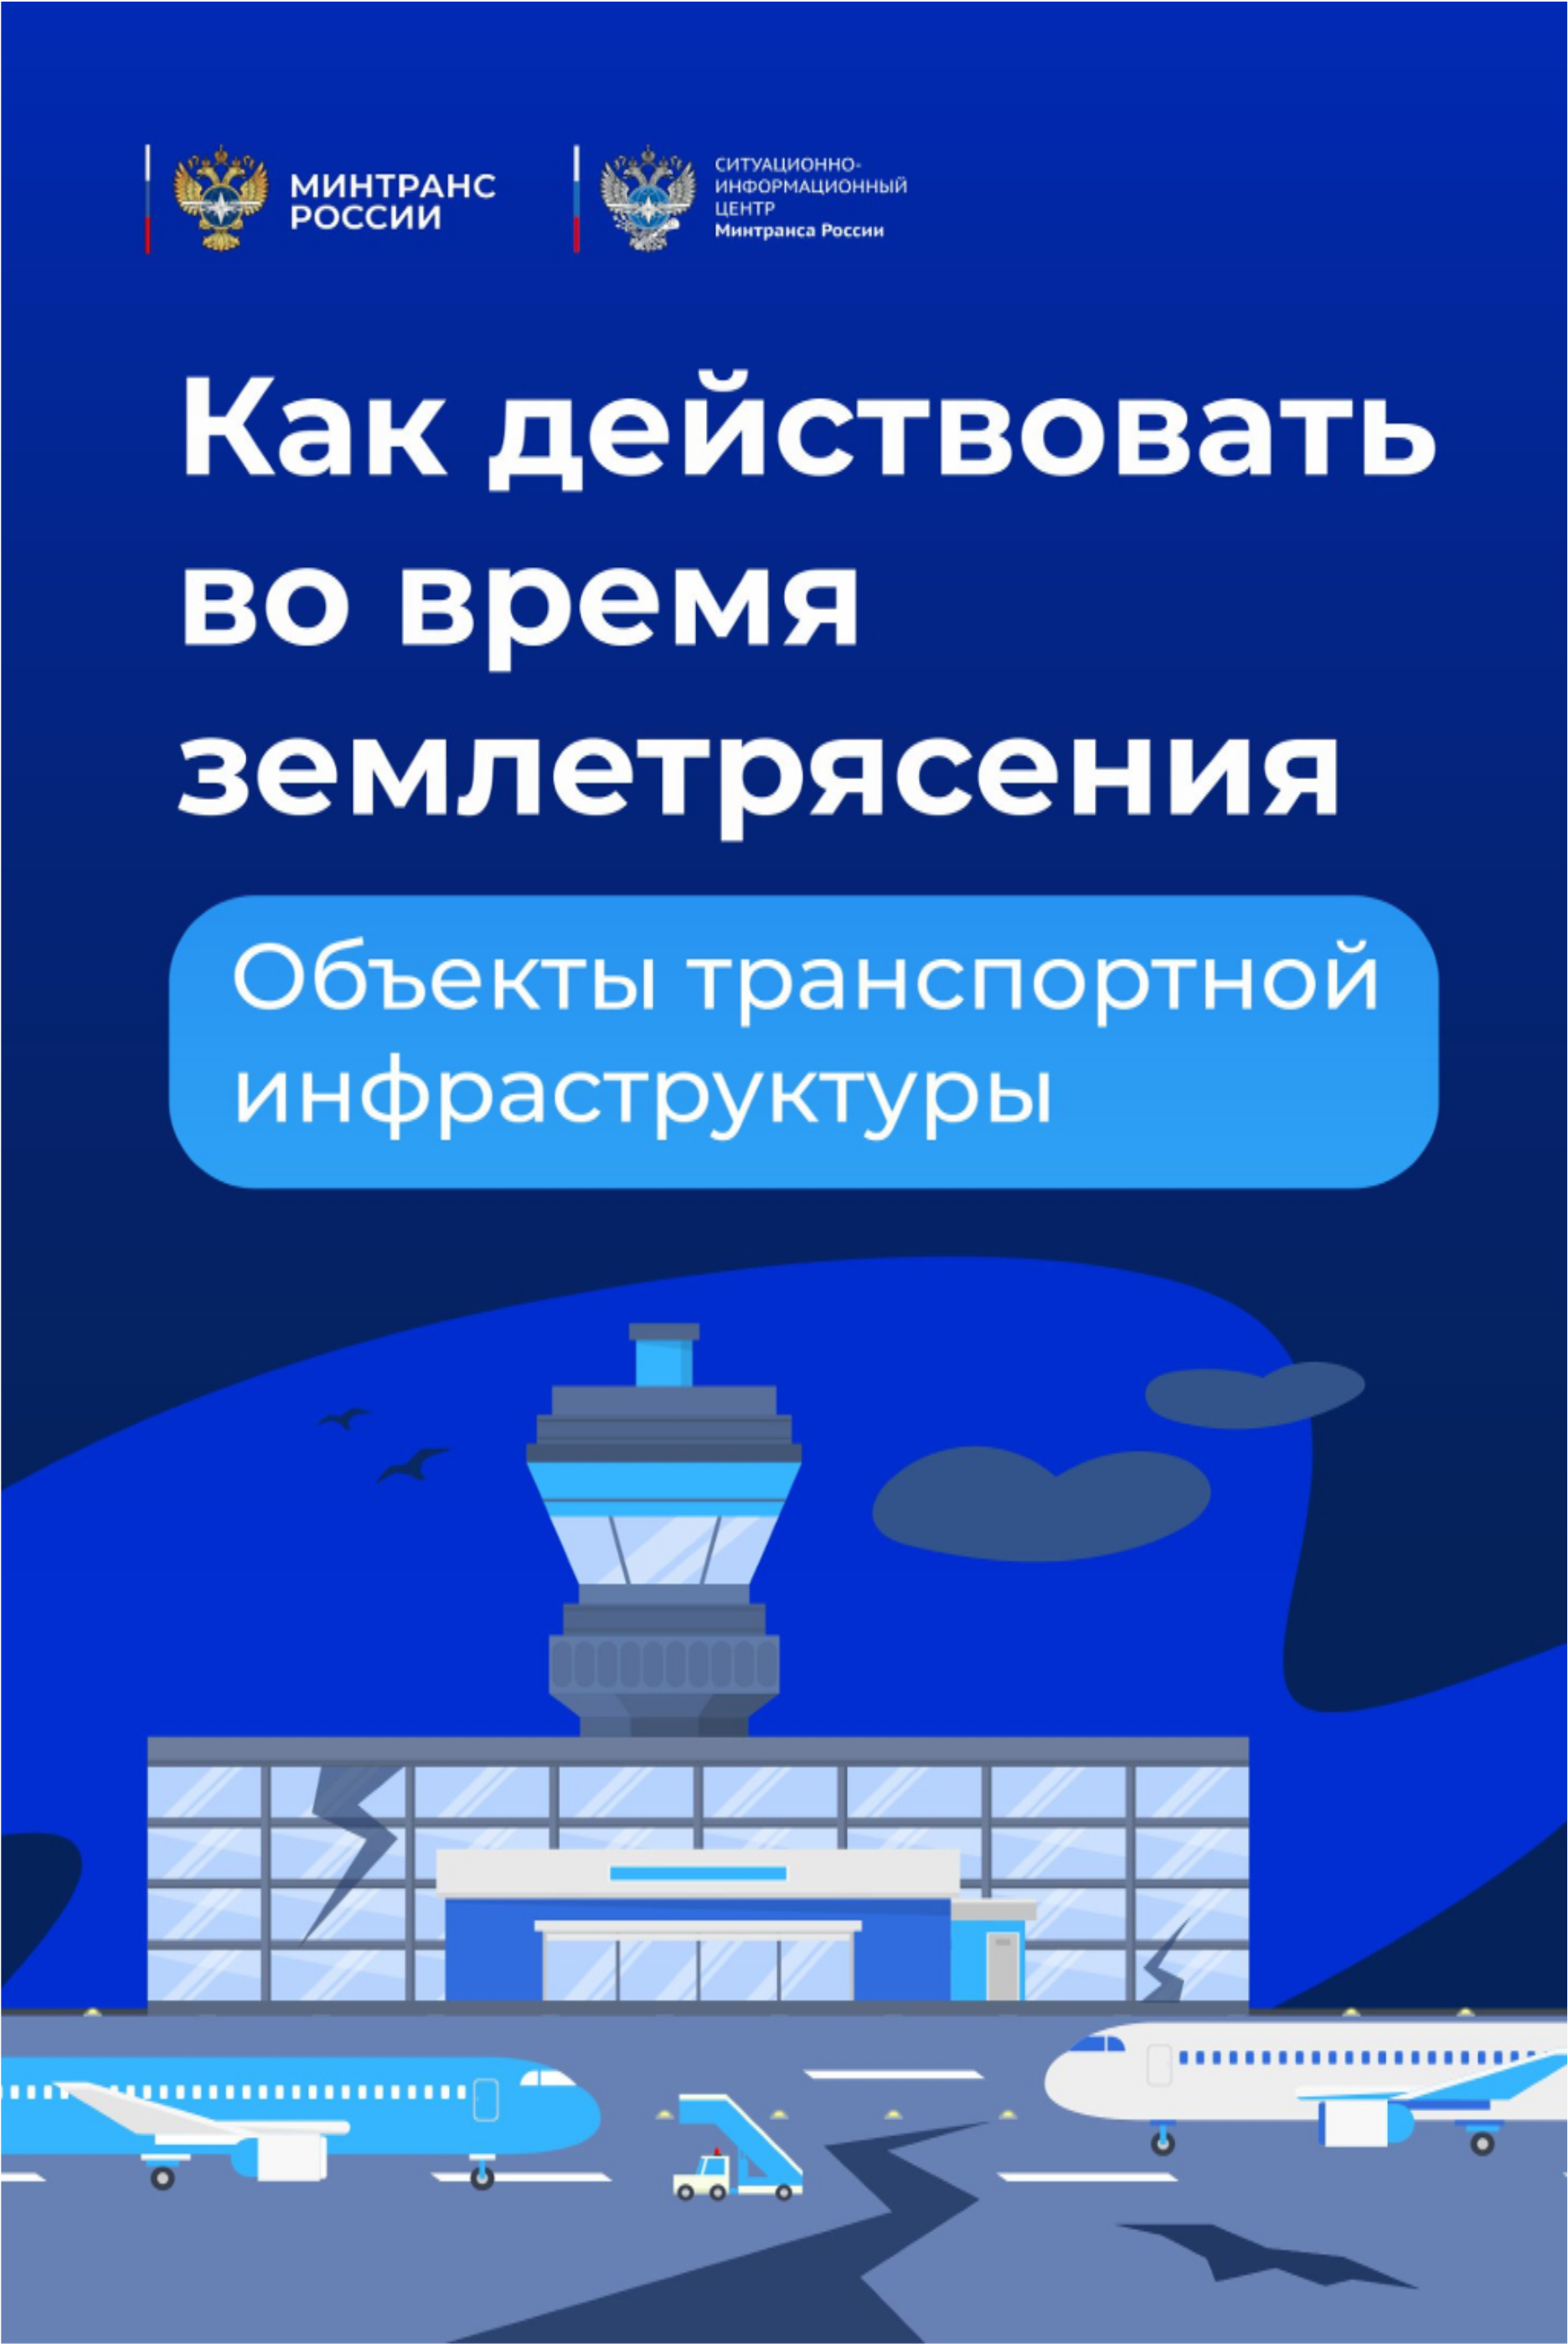 МИНТРАНС
РОССИИ
СИТУАЦИОННО-
ИНФОРМАЦИОННЫЙ
ЦЕНТР
Минтранса России
Как действовать
во время
землетрясения
Объекты транспортной
инфраструктуры